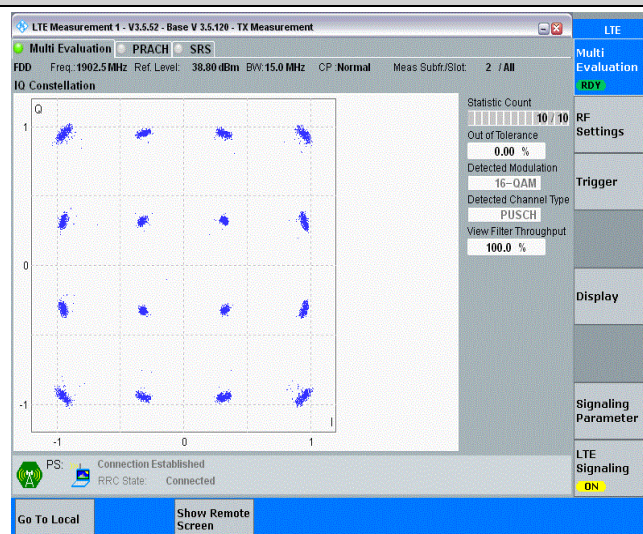 LTE Measurement 1 - V3.5.52 - Base V 3.5.120 - TX Measurement
LTE
Multi Evaluation PRACH SRS
Multi
Evaluation
RDY
FDD Freq.:1902.5 MHz Ref. Level: 38.80 dBm BW:15.0 MHz CP :Normal Meas Subfr./Slot: 2 / All
IQ Constellation
Q
1
0
-1
-1 0 1
I
Statistic Count
10 / 10
Out of Tolerance
0.00 %
Detected Modulation
16-QAM
Detected Channel Type
PUSCH
View Filter Throughput
100.0 %
RF
Settings
Trigger
Display
Signaling
Parameter
LTE
Signaling
ON
PS: Connection Established
RRC State: Connected
Go To Local
Show Remote
Screen